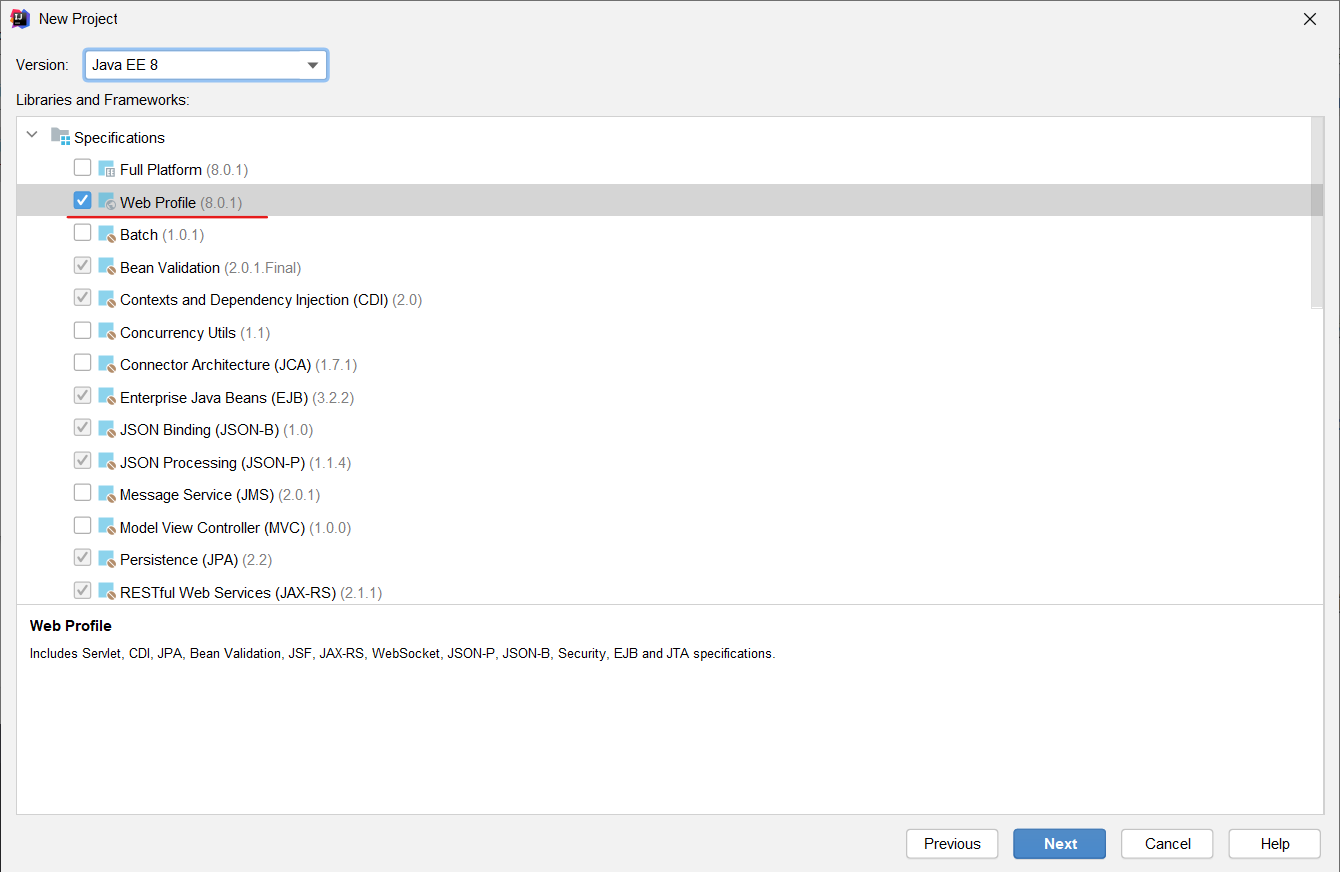 New Project
Version: Java EE 8
Libraries and Frameworks:
Specifications
Full Platform (8.0.1)
Web Profile (8.0.1)
Batch (1.0.1)
Bean Validation (2.0.1.Final)
Contexts and Dependency Injection (CDI) (2.0)
Concurrency Utils (1.1)
Connector Architecture (JCA) (1.7.1)
Enterprise Java Beans (EJB) (3.2.2)
JSON Binding (JSON-B) (1.0)
JSON Processing (JSON-P) (1.1.4)
Message Service (JMS) (2.0.1)
Model View Controller (MVC) (1.0.0)
Persistence (JPA) (2.2)
RESTful Web Services (JAX-RS) (2.1.1)
Web Profile
Includes Servlet, CDI, JPA, Bean Validation, JSF, JAX-RS, WebSocket, JSON-P, JSON-B, Security, EJB and JTA specifications.
Previous Next Cancel Help